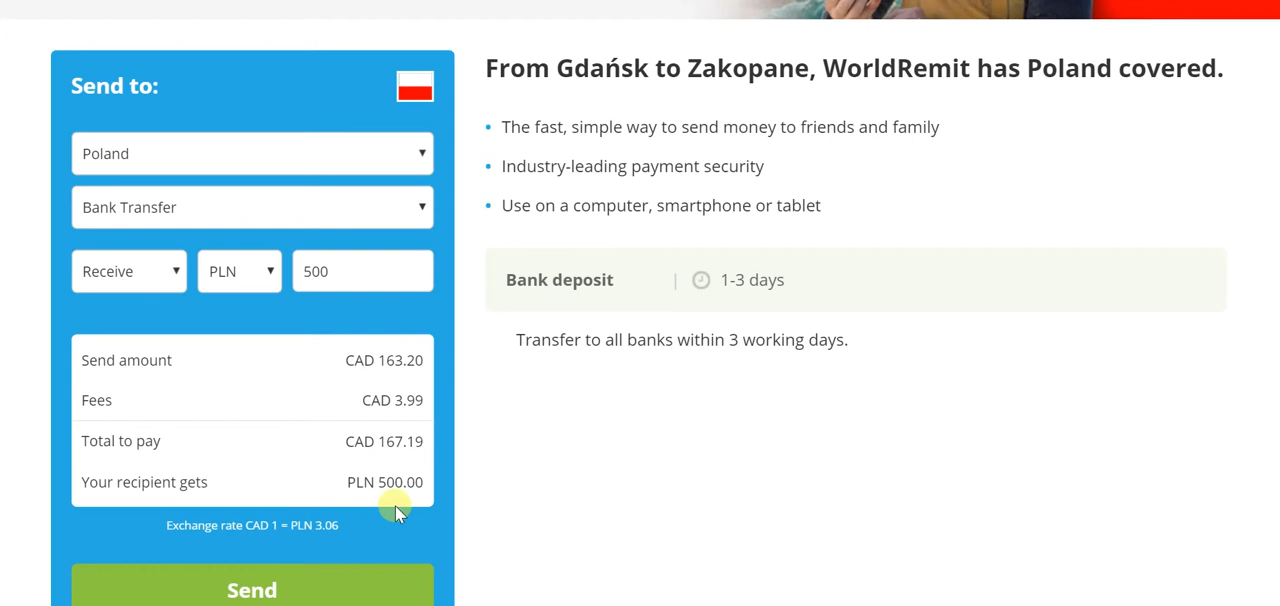 Send to:
Poland
Bank Transfer
Receive PLN 500
Send amount CAD 163.20
Fees CAD 3.99
Total to pay CAD 167.19
Your recipient gets PLN 500.00
Exchange rate CAD 1 = PLN 3.06
Send
From Gdańsk to Zakopane, WorldRemit has Poland covered.
The fast, simple way to send money to friends and family
Industry-leading payment security
Use on a computer, smartphone or tablet
Bank deposit | 1-3 days
Transfer to all banks within 3 working days.